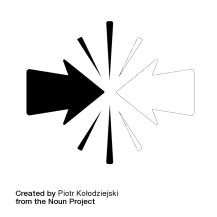 Created by Piotr Kołodziejski
from the Noun Project